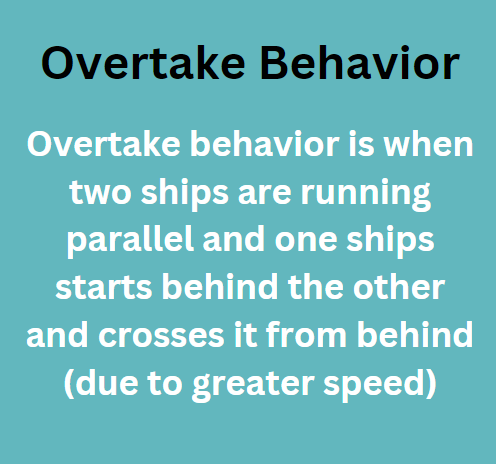 Overtake Behavior
Overtake behavior is when
two ships are running
parallel and one ships
starts behind the other
and crosses it from behind
(due to greater speed)